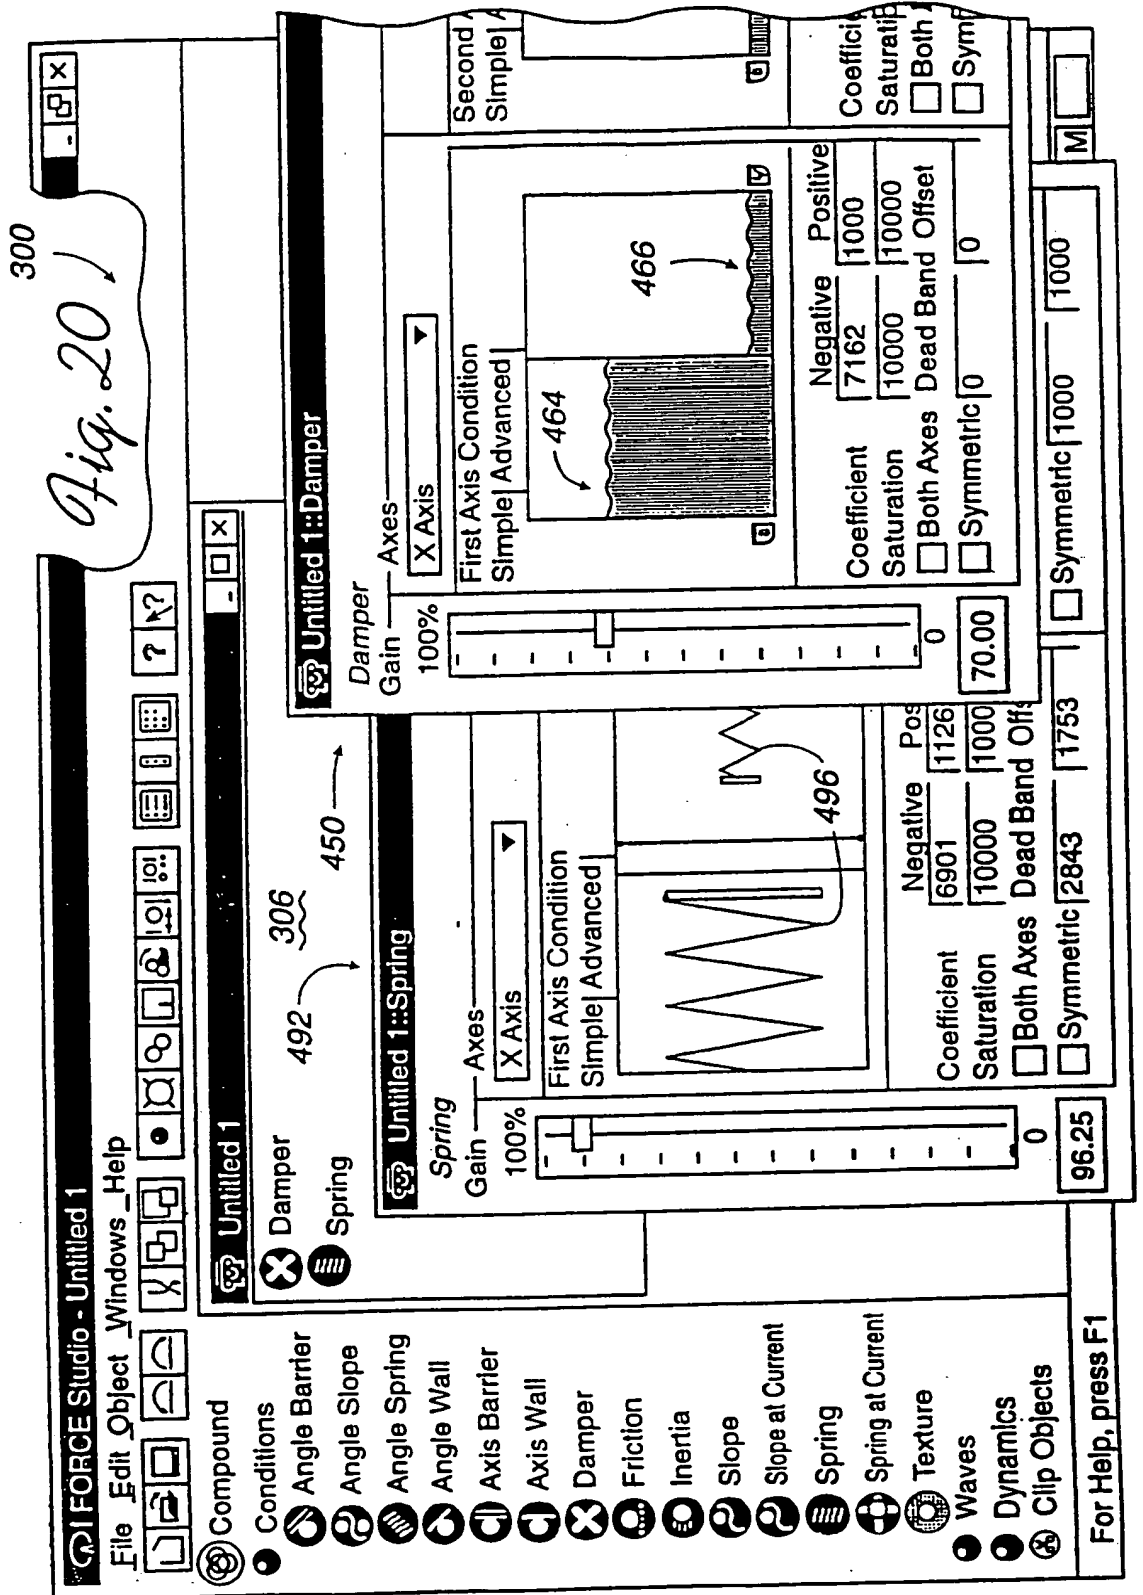 300
Fig. 20
I FORCE Studio - Untitled 1
File Edit Object Windows Help
Compound
Conditions
Angle Barrier
Angle Slope
Angle Spring
Angle Wall
Axis Barrier
Axis Wall
Damper
Friction
Inertia
Slope
Slope at Current
Spring
Spring at Current
Texture
Waves
Dynamics
Clip Objects
For Help, press F1
M
Untitled 1
Damper
Spring
306
492
450
Untitled 1::Spring
Spring
Gain
100%
0
96.25
Axes
X Axis
First Axis Condition
Simple Advanced
496
Negative Pos
Coefficient 6901 1126
Saturation 10000 1000
Both Axes Dead Band Offs
Symmetric 2843 1753
Symmetric 1000 1000
Untitled 1::Damper
Damper
Gain
100%
0
70.00
Axes
X Axis
First Axis Condition
Simple Advanced
464
466
Negative Positive
Coefficient 7162 1000
Saturation 10000 10000
Both Axes Dead Band Offset
Symmetric 0 0
Second A
Simple A
Coeffici
Saturati
Both A
Sym